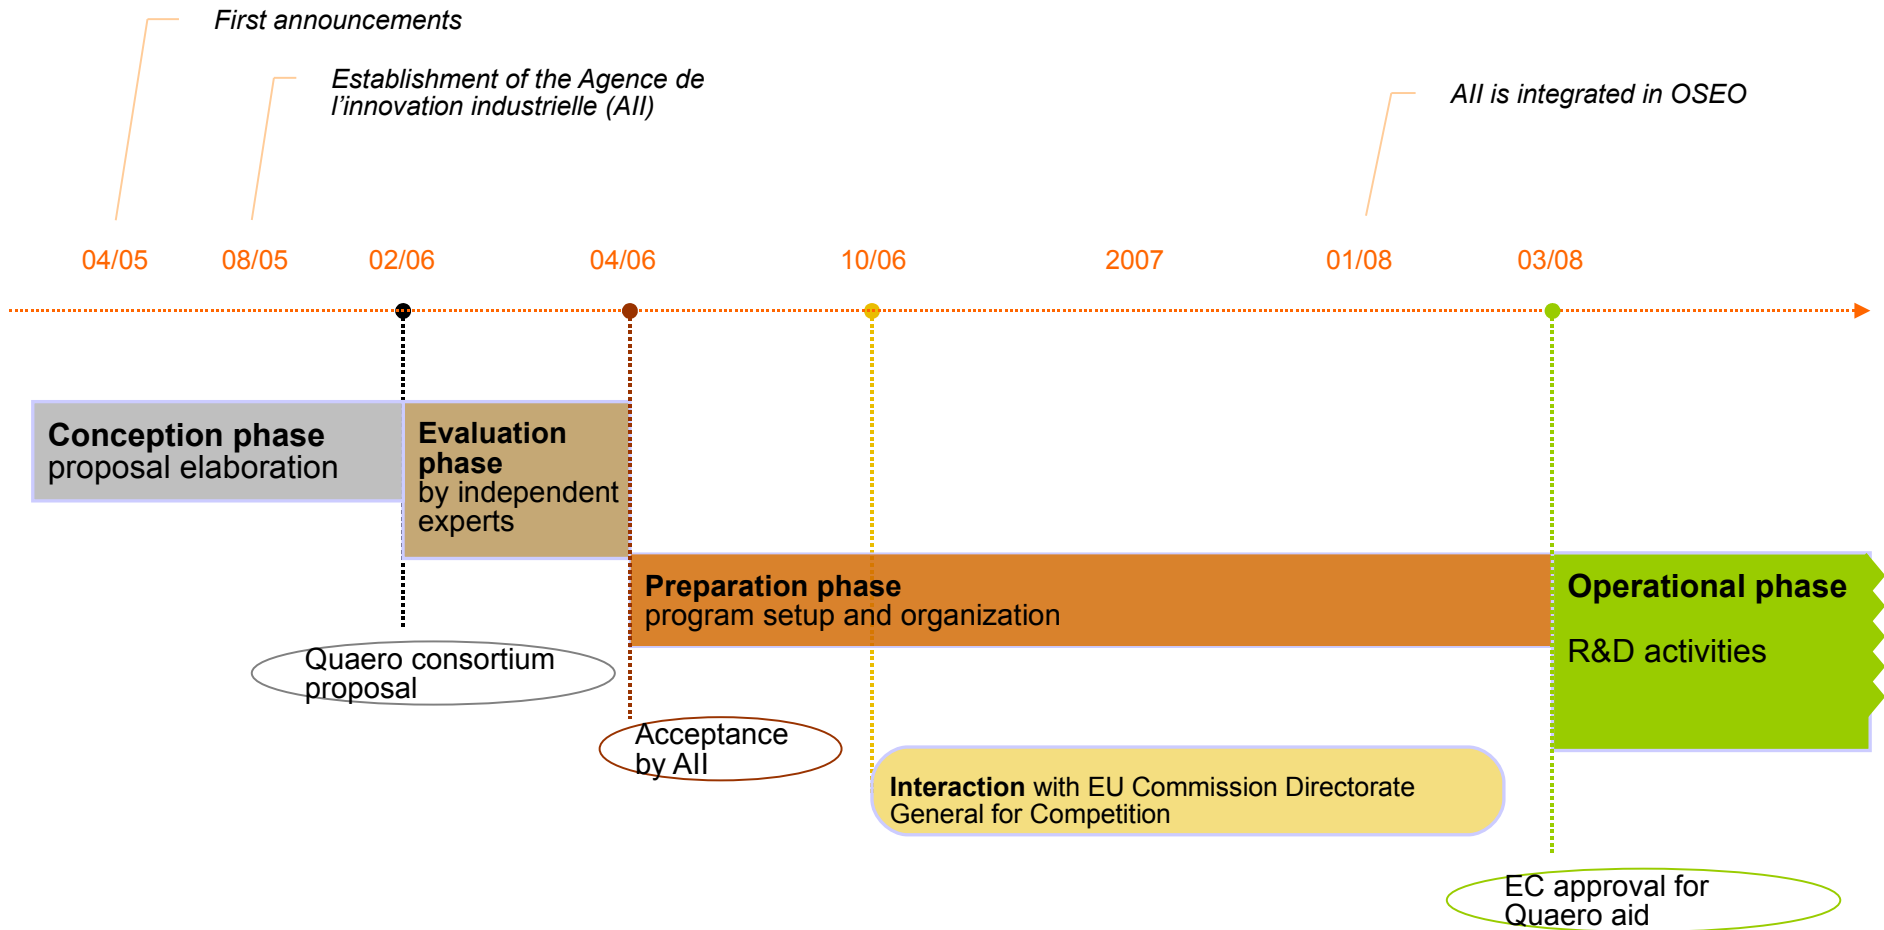 First announcements
Establishment of the Agence de
l'innovation industrielle (AII)
AII is integrated in OSEO
04/05
08/05
02/06
04/06
10/06
2007
01/08
03/08
Conception phase
proposal elaboration
Evaluation
phase
by independent
experts
Preparation phase
program setup and organization
Operational phase
R&D activities
Quaero consortium
proposal
Acceptance
by AII
Interaction with EU Commission Directorate
General for Competition
EC approval for
Quaero aid